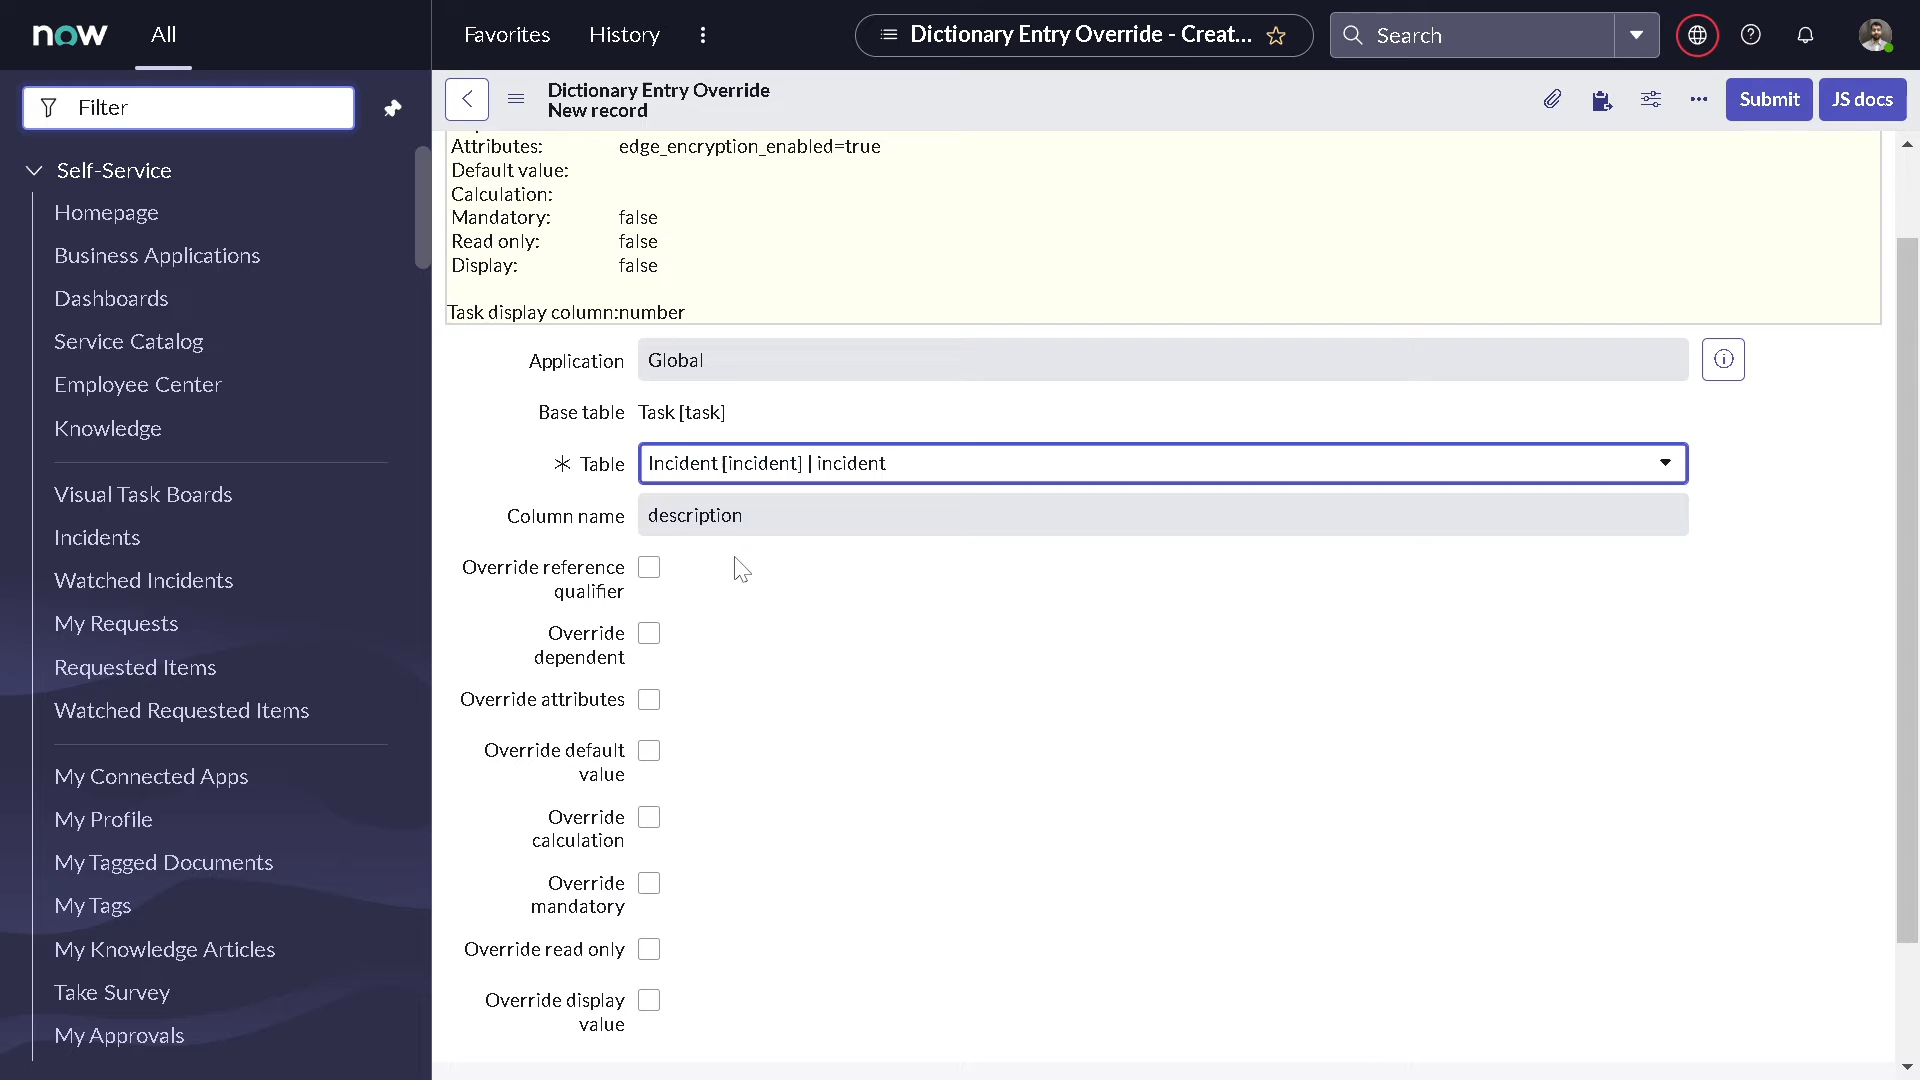 now
All
Favorites
History
Dictionary Entry Override - Creat...
Search
Filter
Dictionary Entry Override
New record
Submit
JS docs
Self-Service
Homepage
Business Applications
Dashboards
Service Catalog
Employee Center
Knowledge
Visual Task Boards
Incidents
Watched Incidents
My Requests
Requested Items
Watched Requested Items
My Connected Apps
My Profile
My Tagged Documents
My Tags
My Knowledge Articles
Take Survey
My Approvals
Attributes: edge_encryption_enabled=true
Default value:
Calculation:
Mandatory: false
Read only: false
Display: false
Task display column:number
Application Global
Base table Task [task]
Table Incident [incident] | incident
Column name description
Override reference
qualifier
Override
dependent
Override attributes
Override default
value
Override
calculation
Override
mandatory
Override read only
Override display
value